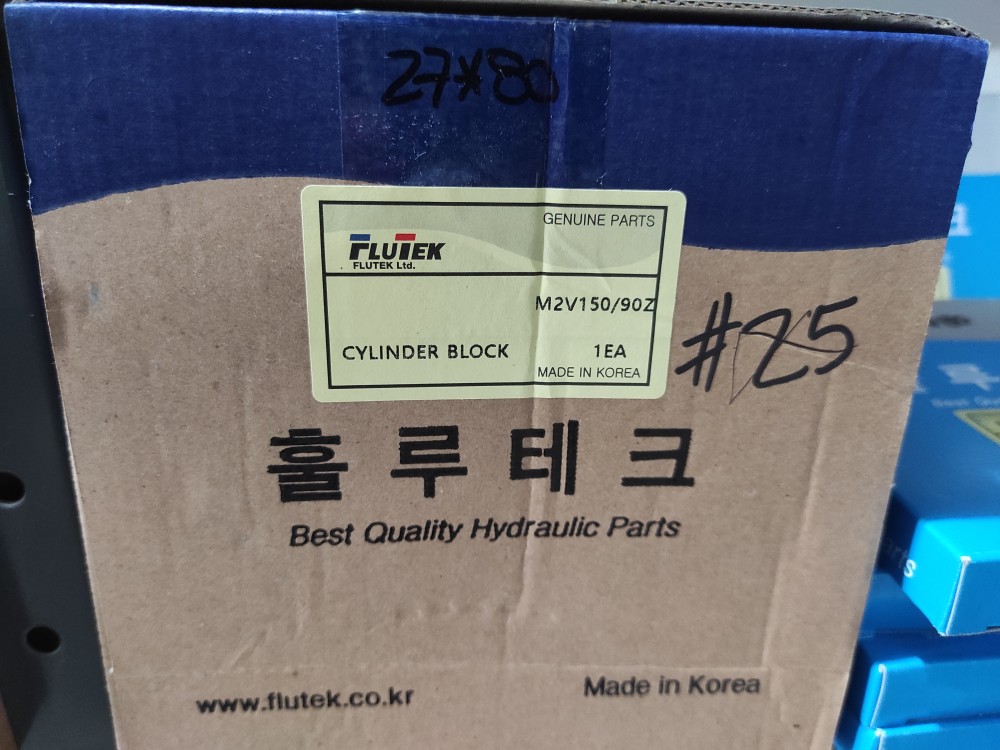 27*80
GENUINE PARTS
FLUTEK
FLUTEK Ltd.
M2V150/90Z
CYLINDER BLOCK 1EA
MADE IN KOREA
#25
훌루테크
Best Quality Hydraulic Parts
www.flutek.co.kr
Made in Korea
Best